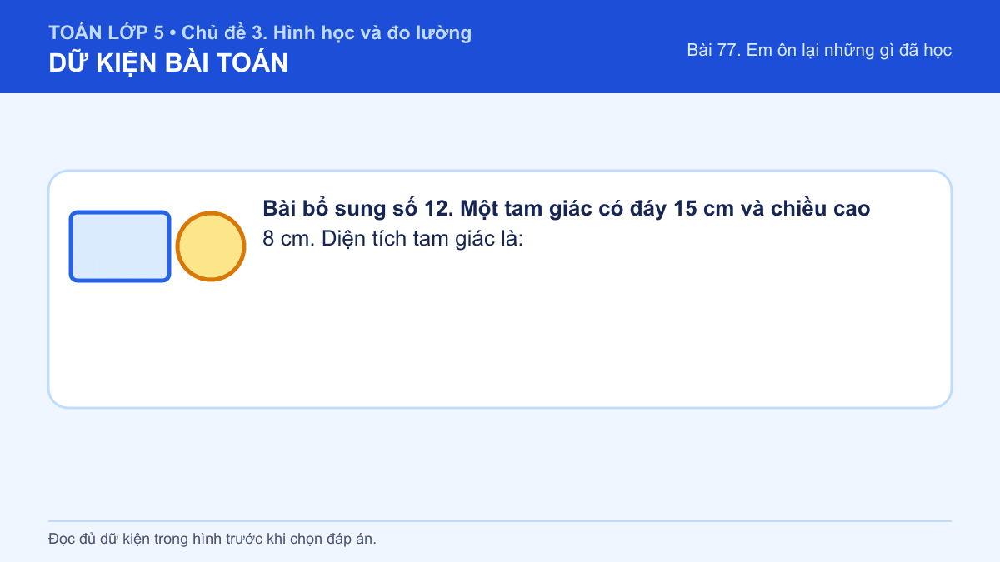 TOÁN LỚP 5 • Chủ đề 3. Hình học và đo lường
DỮ KIỆN BÀI TOÁN
Bài 77. Em ôn lại những gì đã học
Bài bổ sung số 12. Một tam giác có đáy 15 cm và chiều cao
8 cm. Diện tích tam giác là:
Đọc đủ dữ kiện trong hình trước khi chọn đáp án.